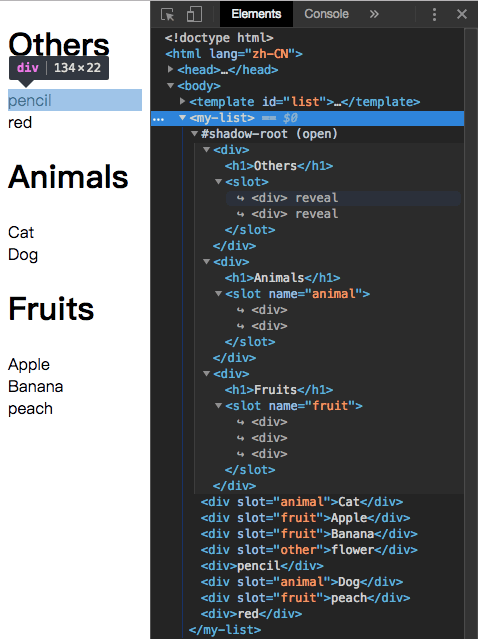 Others
div 134×22
pencil
red
Animals
Cat
Dog
Fruits
Apple
Banana
peach
Elements Console »
<!doctype html>
<html lang="zh-CN">
<head>…</head>
<body>
<template id="list">…</template>
… <my-list> == $0
#shadow-root (open)
<div>
<h1>Others</h1>
<slot>
↪ <div> reveal
↪ <div> reveal
</slot>
</div>
<div>
<h1>Animals</h1>
<slot name="animal">
↪ <div>
↪ <div>
</slot>
</div>
<div>
<h1>Fruits</h1>
<slot name="fruit">
↪ <div>
↪ <div>
↪ <div>
</slot>
</div>
<div slot="animal">Cat</div>
<div slot="fruit">Apple</div>
<div slot="fruit">Banana</div>
<div slot="other">flower</div>
<div>pencil</div>
<div slot="animal">Dog</div>
<div slot="fruit">peach</div>
<div>red</div>
</my-list>